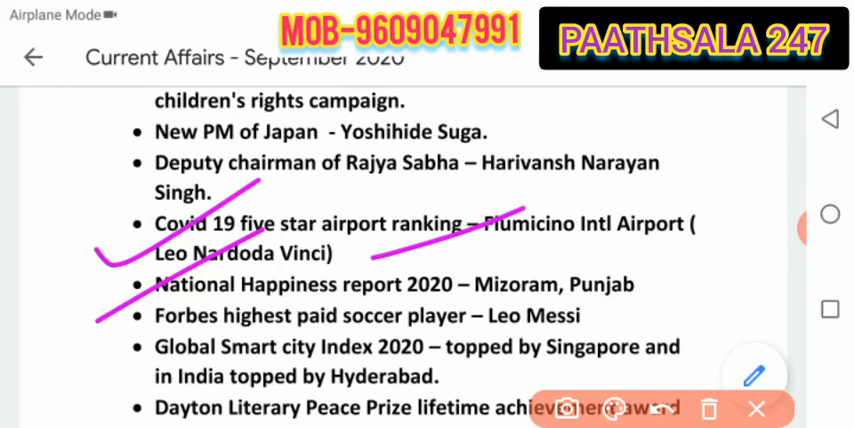 Airplane Mode
MOB-9609047991
PAATHSALA 247
Current Affairs - September 2020
children's rights campaign.
• New PM of Japan - Yoshihide Suga.
• Deputy chairman of Rajya Sabha – Harivansh Narayan
Singh.
• Covid 19 five star airport ranking – Fiumicino Intl Airport (
Leo Nardoda Vinci)
• National Happiness report 2020 – Mizoram, Punjab
• Forbes highest paid soccer player – Leo Messi
• Global Smart city Index 2020 – topped by Singapore and
in India topped by Hyderabad.
• Dayton Literary Peace Prize lifetime achievement award